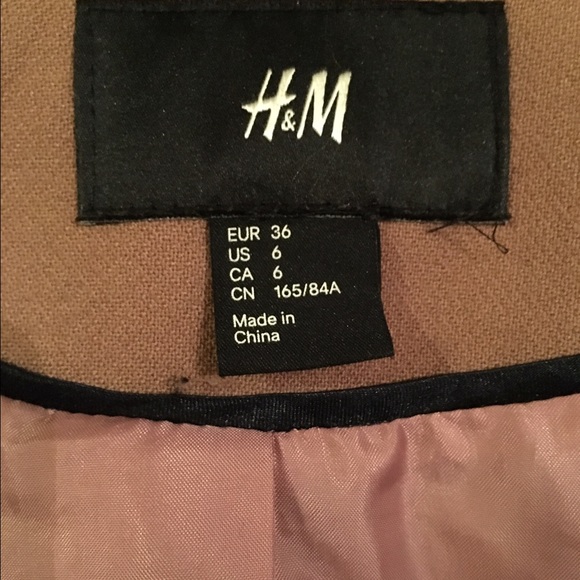 H&M
EUR 36
US 6
CA 6
CN 165/84A
Made in
China